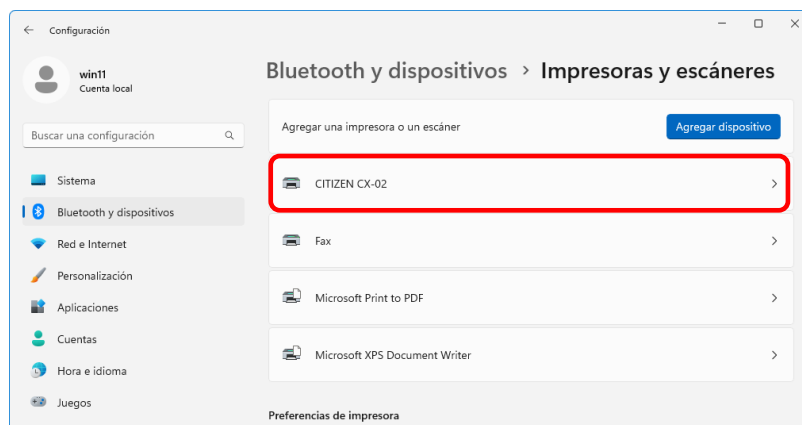 Configuración
win11
Cuenta local
Buscar una configuración
Sistema
Bluetooth y dispositivos
Red e Internet
Personalización
Aplicaciones
Cuentas
Hora e idioma
Juegos
Bluetooth y dispositivos > Impresoras y escáneres
Agregar una impresora o un escáner
Agregar dispositivo
CITIZEN CX-02
Fax
Microsoft Print to PDF
Microsoft XPS Document Writer
Preferencias de impresora